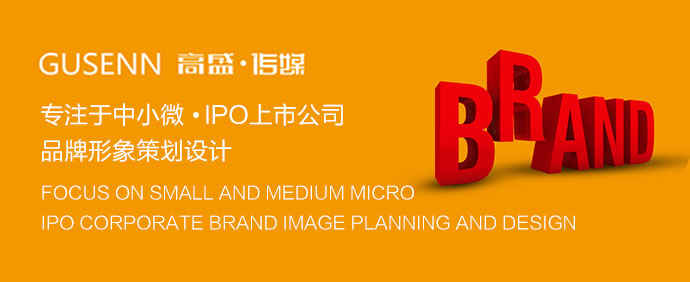 GUSENN 高盛·传媒
专注于中小微·IPO上市公司
品牌形象策划设计
FOCUS ON SMALL AND MEDIUM MICRO
IPO CORPORATE BRAND IMAGE PLANNING AND DESIGN
BRAND